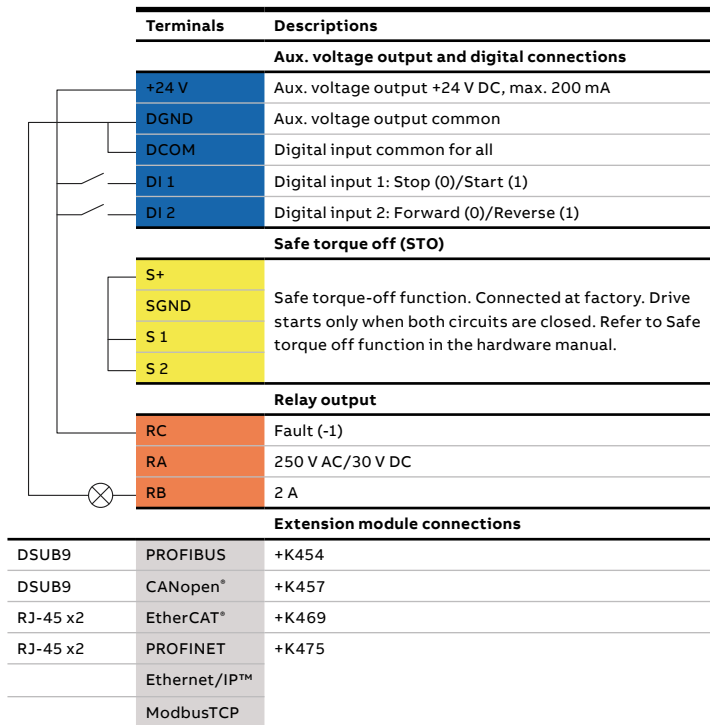 Terminals Descriptions
Aux. voltage output and digital connections
+24 V Aux. voltage output +24 V DC, max. 200 mA
DGND Aux. voltage output common
DCOM Digital input common for all
DI 1 Digital input 1: Stop (0)/Start (1)
DI 2 Digital input 2: Forward (0)/Reverse (1)
Safe torque off (STO)
S+
SGND
S 1
S 2
Safe torque-off function. Connected at factory. Drive
starts only when both circuits are closed. Refer to Safe
torque off function in the hardware manual.
Relay output
RC Fault (-1)
RA 250 V AC/30 V DC
RB 2 A
Extension module connections
DSUB9 PROFIBUS +K454
DSUB9 CANopen® +K457
RJ-45 x2 EtherCAT® +K469
RJ-45 x2 PROFINET +K475
Ethernet/IP™
ModbusTCP